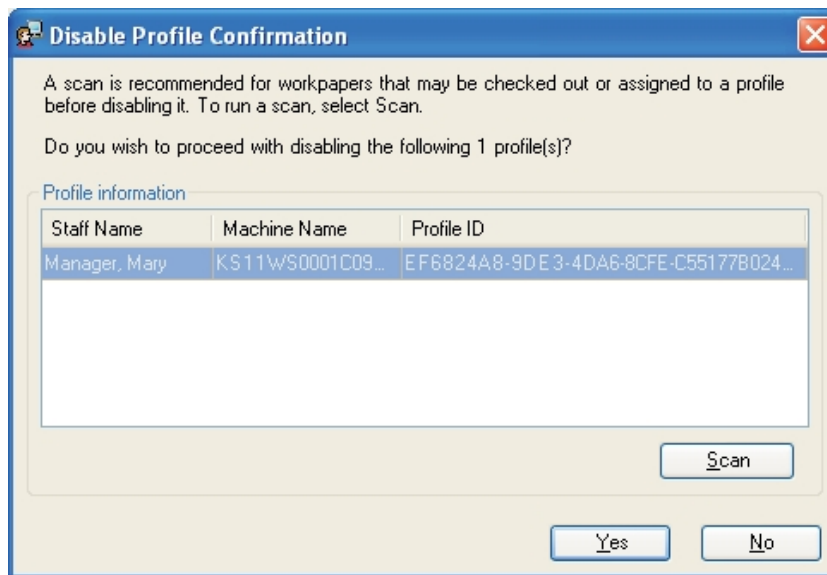 Disable Profile Confirmation
A scan is recommended for workpapers that may be checked out or assigned to a profile
before disabling it. To run a scan, select Scan.
Do you wish to proceed with disabling the following 1 profile(s)?
Profile information
Staff Name Machine Name Profile ID
Manager, Mary KS11WS0001C09... EF6824A8-9DE3-4DA6-8CFE-C55177B024...
Scan
Yes No